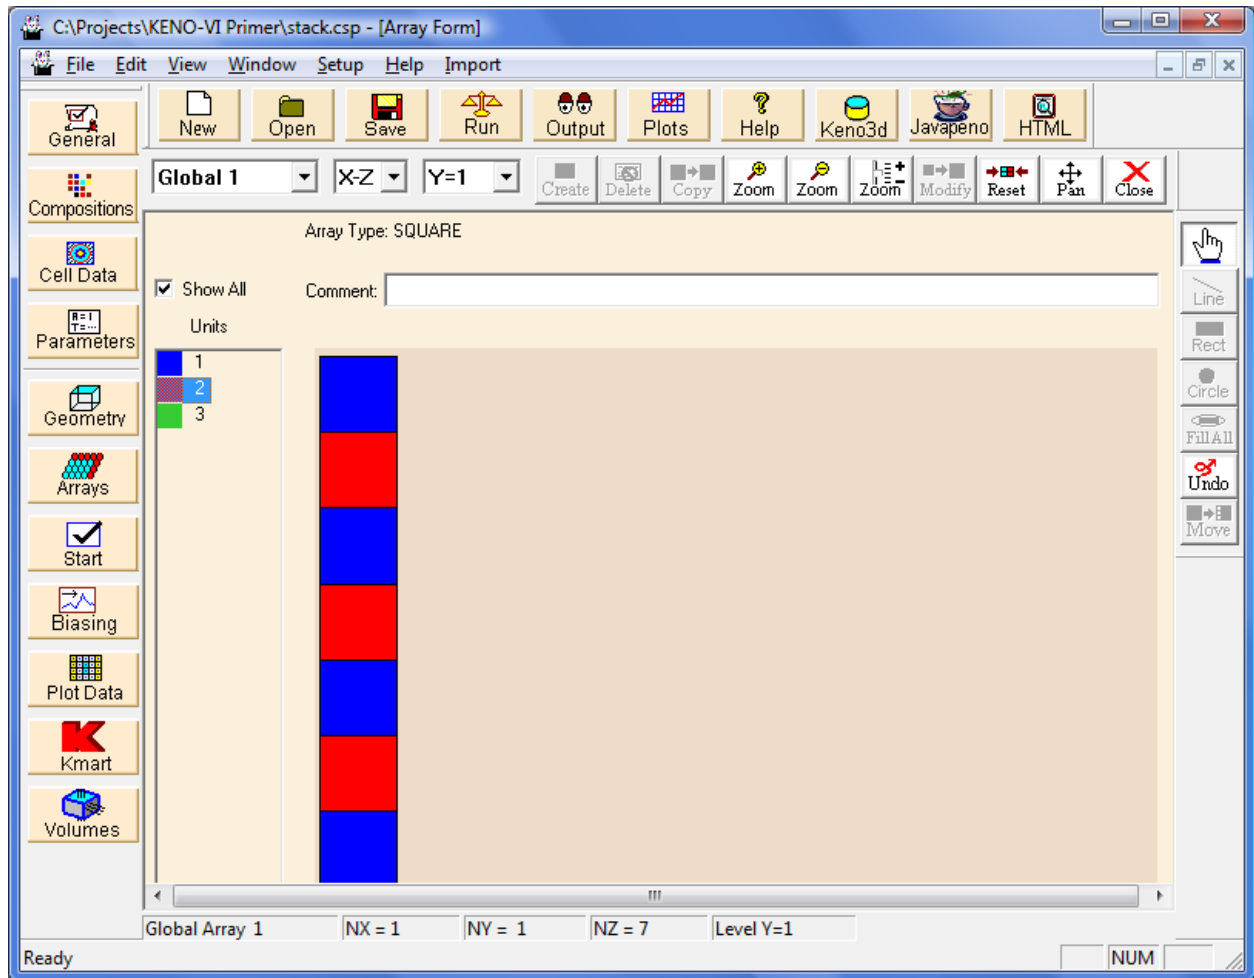 C:\Projects\KENO-VI Primer\stack.csp - [Array Form]
File Edit View Window Setup Help Import
New Open Save Run Output Plots Help Keno3d Javapeno HTML
Global 1 X-Z Y=1 Create Delete Copy Zoom Zoom Zoom Modify Reset Pan Close
General
Compositions
Cell Data
Parameters
Geometry
Arrays
Start
Biasing
Plot Data
Kmart
Volumes
Array Type: SQUARE
Show All Comment:
Units
1
2
3
Line
Rect
Circle
Fill All
Undo
Move
Global Array 1 NX = 1 NY = 1 NZ = 7 Level Y=1
Ready NUM